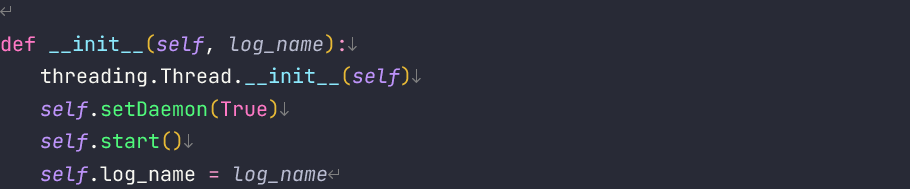 ↵
def __init__(self, log_name):↓
    threading.Thread.__init__(self)↓
    self.setDaemon(True)↓
    self.start()↓
    self.log_name = log_name↵